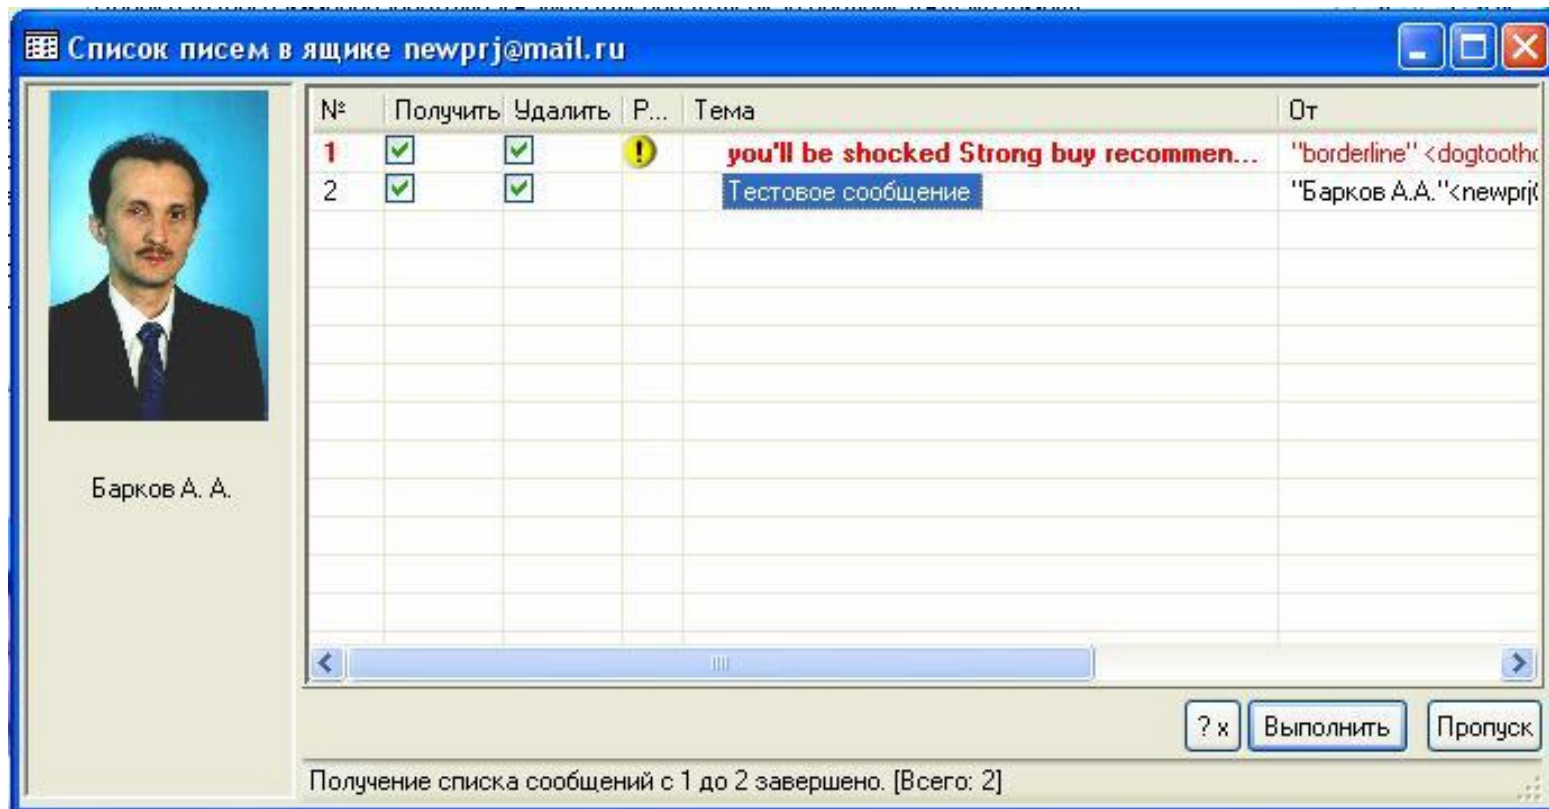 Список писем в ящике newprj@mail.ru
№ Получить Удалить Р... Тема От
1 you'll be shocked Strong buy recommen... "borderline" <dogtooth
2 Тестовое сообщение "Барков А.А."<newprj
Барков А. А.
? x Выполнить Пропуск
Получение списка сообщений с 1 до 2 завершено. [Всего: 2]